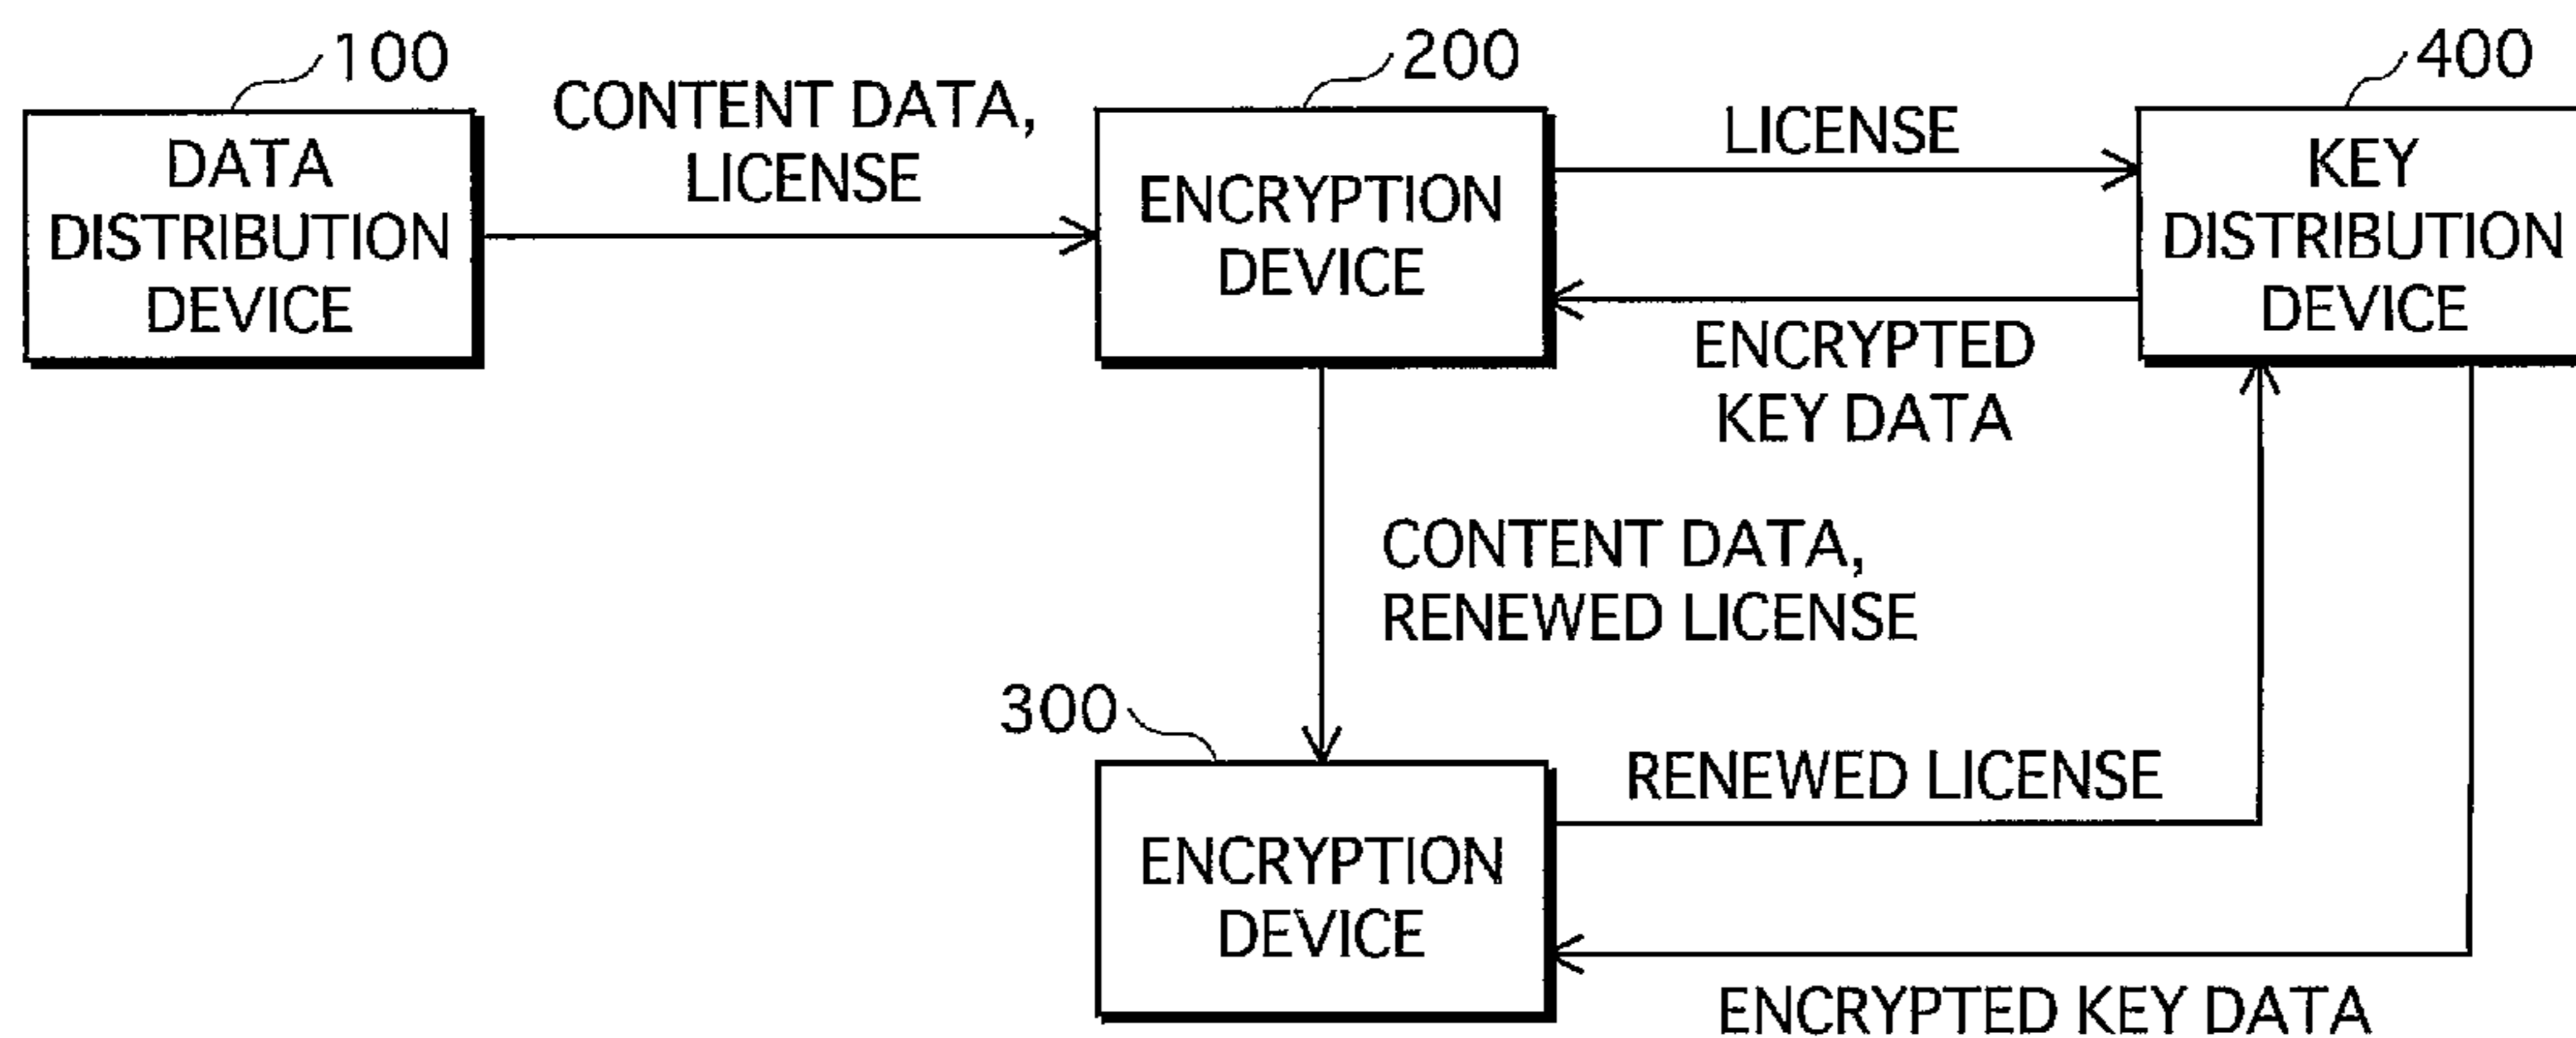 100
DATA
DISTRIBUTION
DEVICE
CONTENT DATA,
LICENSE
200
ENCRYPTION
DEVICE
LICENSE
ENCRYPTED
KEY DATA
400
KEY
DISTRIBUTION
DEVICE
CONTENT DATA,
RENEWED LICENSE
300
ENCRYPTION
DEVICE
RENEWED LICENSE
ENCRYPTED KEY DATA